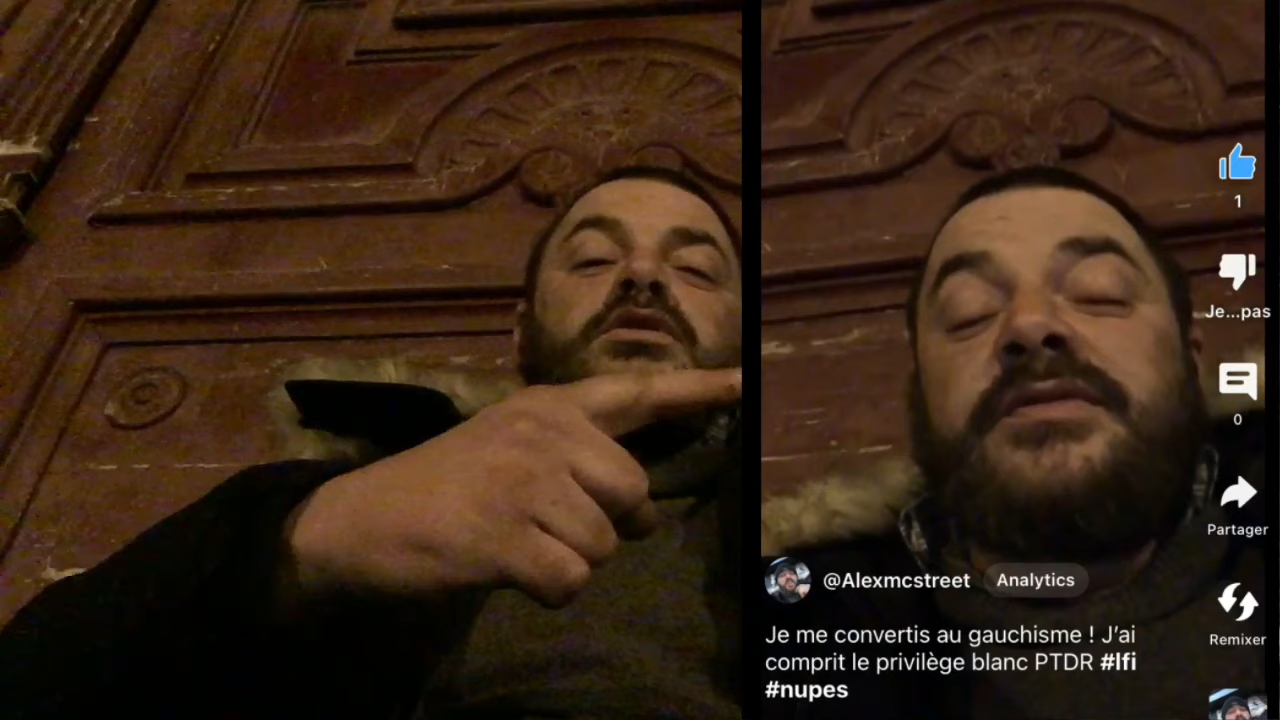 1
Je...pas
0
Partager
@Alexmcstreet Analytics
Remixer
Je me convertis au gauchisme ! J'ai
comprit le privilège blanc PTDR #lfi
#nupes